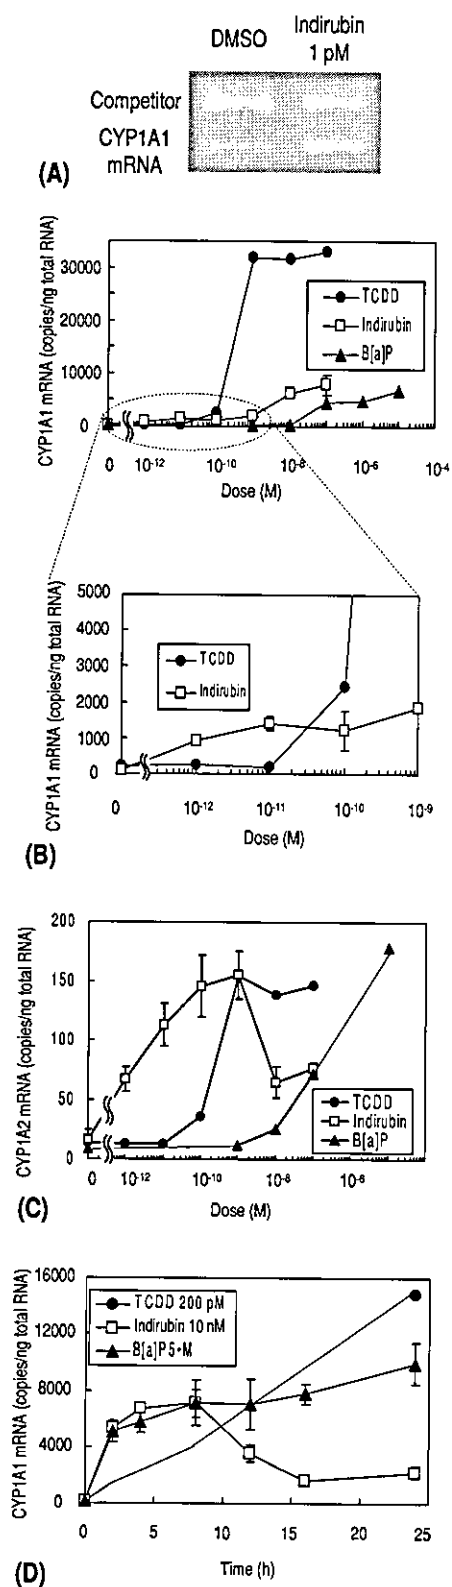 DMSO
Indirubin
1 pM
Competitor
CYP1A1
mRNA
(A)
CYP1A1 mRNA (copies/ng total RNA)
30000
20000
10000
0
TCDD
Indirubin
B[a]P
0
10-12
10-10
10-8
10-6
10-4
Dose (M)
CYP1A1 mRNA (copies/ng total RNA)
5000
4000
3000
2000
1000
0
TCDD
Indirubin
0
10-12
10-11
10-10
10-9
Dose (M)
(B)
CYP1A2 mRNA (copies/ng total RNA)
200
150
100
50
0
TCDD
Indirubin
B[a]P
0
10-12
10-10
10-8
10-6
Dose (M)
(C)
CYP1A1 mRNA (copies/ng total RNA)
16000
12000
8000
4000
0
TCDD 200 pM
Indirubin 10 nM
B[a]P5•M
0
5
10
15
20
25
Time (h)
(D)